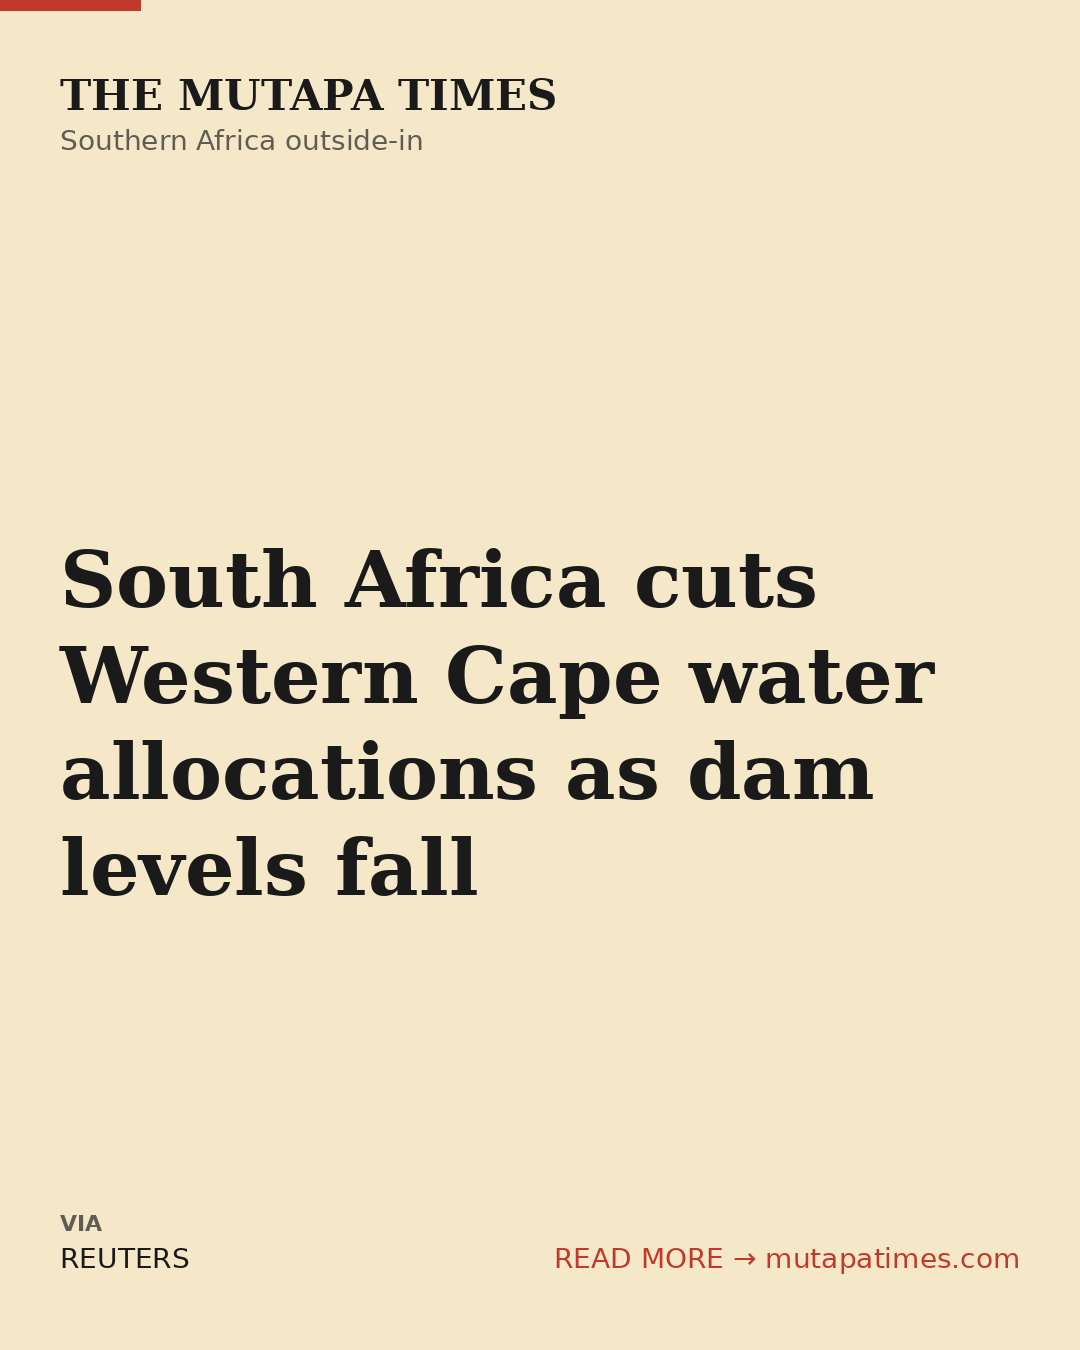 THE MUTAPA TIMES
Southern Africa outside-in
South Africa cuts
Western Cape water
allocations as dam
levels fall
VIA
REUTERS
READ MORE → mutapatimes.com